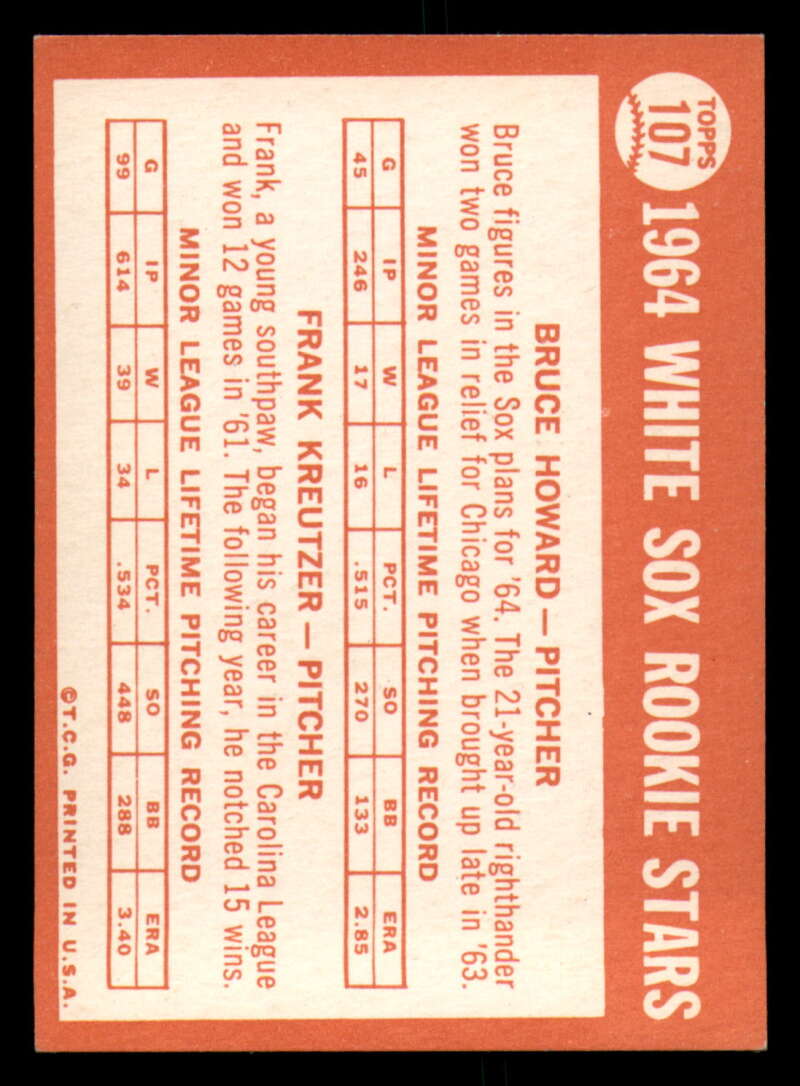 TOPPS
107
1964 WHITE SOX ROOKIE STARS
BRUCE HOWARD — PITCHER
Bruce figures in the Sox plans for '64. The 21-year-old righthander
won two games in relief for Chicago when brought up late in '63.
MINOR LEAGUE LIFETIME PITCHING RECORD
G IP W L PCT. SO BB ERA
45 246 17 16 .515 270 133 2.85
FRANK KREUTZER — PITCHER
Frank, a young southpaw, began his career in the Carolina League
and won 12 games in '61. The following year, he notched 15 wins.
MINOR LEAGUE LIFETIME PITCHING RECORD
G IP W L PCT. SO BB ERA
99 614 39 34 .534 448 288 3.40
©T.C.G. PRINTED IN U.S.A.